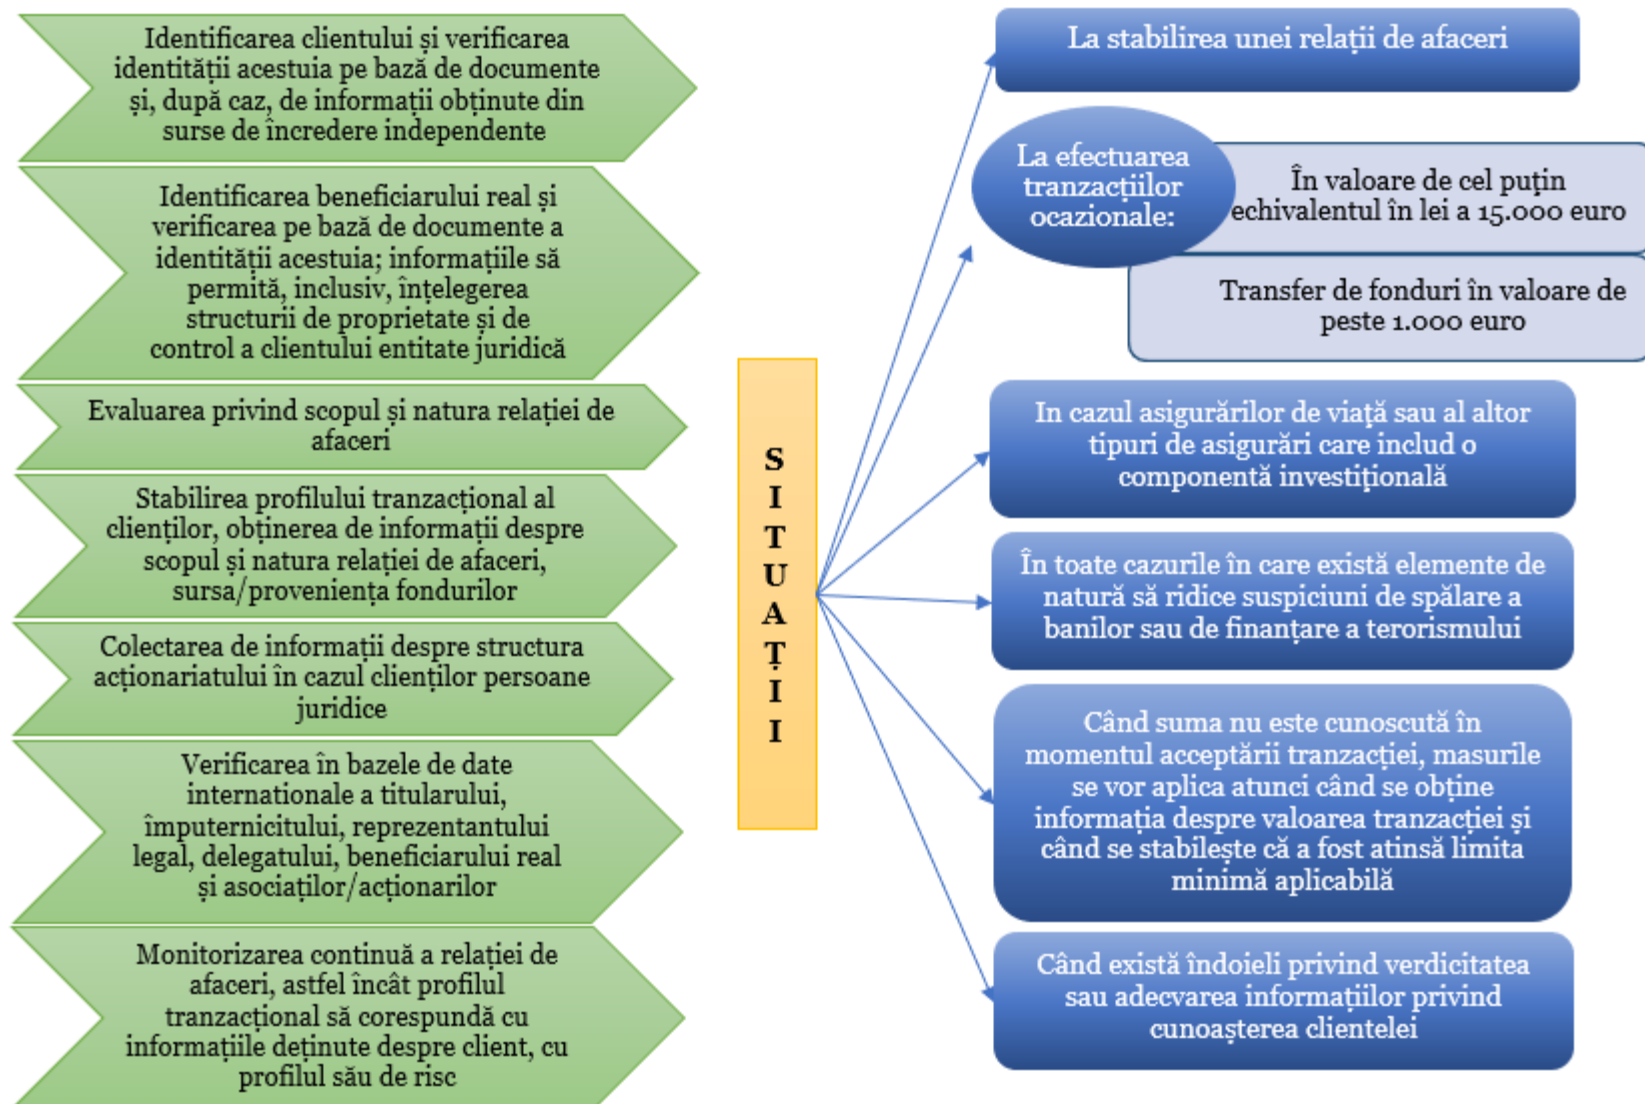 Identificarea clientului și verificarea
identității acestuia pe bază de documente
și, după caz, de informații obținute din
surse de încredere independente
Identificarea beneficiarului real și
verificarea pe bază de documente a
identității acestuia; informațiile să
permită, inclusiv, înțelegerea
structurii de proprietate și de
control a clientului entitate juridică
Evaluarea privind scopul și natura relației de
afaceri
Stabilirea profilului tranzacțional al
clienților, obținerea de informații despre
scopul și natura relației de afaceri,
sursa/proveniența fondurilor
Colectarea de informații despre structura
acționariatului în cazul clienților persoane
juridice
Verificarea în bazele de date
internationale a titularului,
împuternicitului, reprezentantului
legal, delegatului, beneficiarului real
și asociaților/acționarilor
Monitorizarea continuă a relației de
afaceri, astfel încât profilul
tranzacțional să corespundă cu
informațiile deținute despre client, cu
profilul său de risc
S
I
T
U
A
Ț
I
I
La stabilirea unei relații de afaceri
La efectuarea
tranzacțiilor
ocazionale:
În valoare de cel puțin
echivalentul în lei a 15.000 euro
Transfer de fonduri în valoare de
peste 1.000 euro
In cazul asigurărilor de viață sau al altor
tipuri de asigurări care includ o
componentă investițională
În toate cazurile în care există elemente de
natură să ridice suspiciuni de spălare a
banilor sau de finanțare a terorismului
Când suma nu este cunoscută în
momentul acceptării tranzacției, masurile
se vor aplica atunci când se obține
informația despre valoarea tranzacției și
când se stabilește că a fost atinsă limita
minimă aplicabilă
Când există îndoieli privind verdicitatea
sau adecvarea informațiilor privind
cunoașterea clientelei